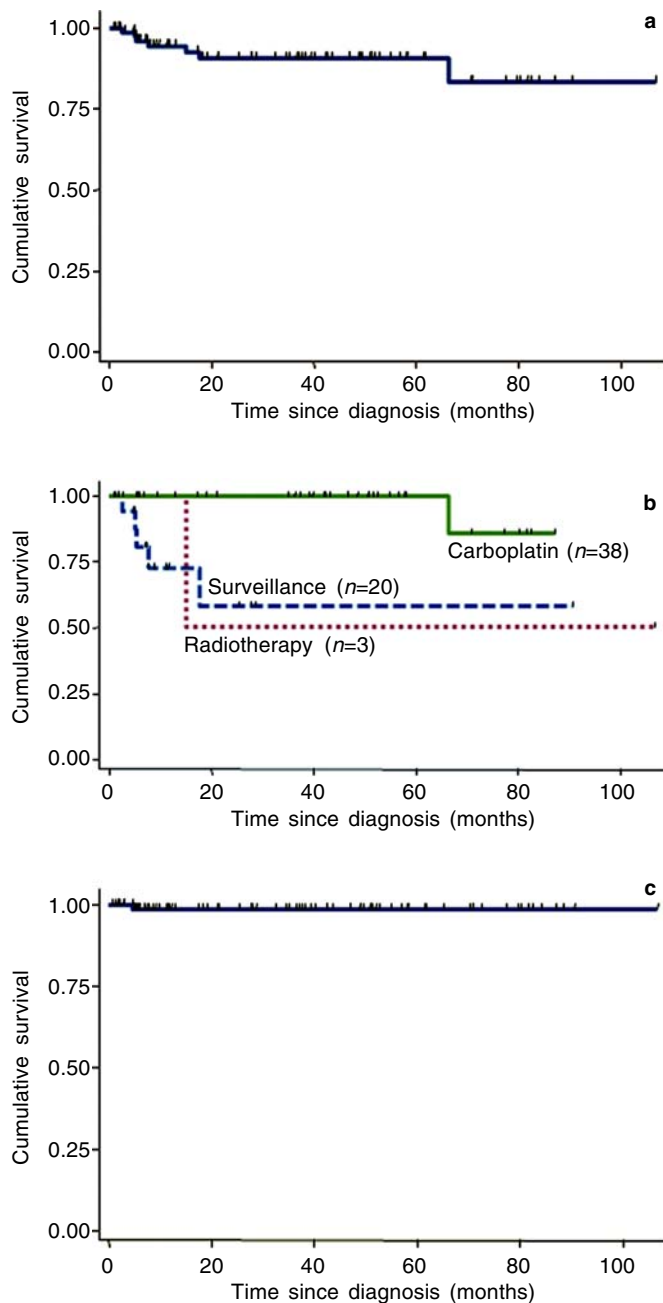 a
1.00
0.75
0.50
0.25
0.00
Cumulative survival
0 20 40 60 80 100
Time since diagnosis (months)
b
1.00
0.75
0.50
0.25
0.00
Cumulative survival
Carboplatin (n=38)
Surveillance (n=20)
Radiotherapy (n=3)
0 20 40 60 80 100
Time since diagnosis (months)
c
1.00
0.75
0.50
0.25
0.00
Cumulative survival
0 20 40 60 80 100
Time since diagnosis (months)